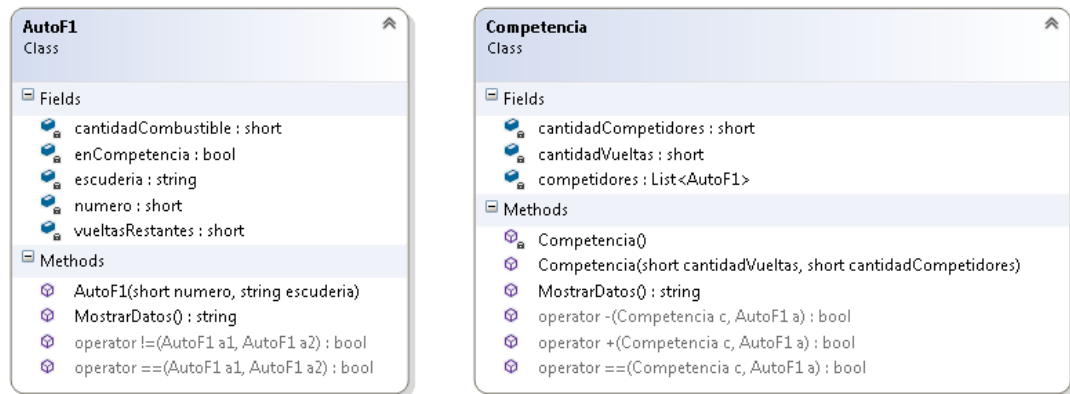 AutoF1
Class
Fields
cantidadCombustible : short
enCompetencia : bool
escuderia : string
numero : short
vueltasRestantes : short
Methods
AutoF1(short numero, string escuderia)
MostrarDatos() : string
operator !=(AutoF1 a1, AutoF1 a2) : bool
operator ==(AutoF1 a1, AutoF1 a2) : bool
Competencia
Class
Fields
cantidadCompetidores : short
cantidadVueltas : short
competidores : List<AutoF1>
Methods
Competencia()
Competencia(short cantidadVueltas, short cantidadCompetidores)
MostrarDatos() : string
operator -(Competencia c, AutoF1 a) : bool
operator +(Competencia c, AutoF1 a) : bool
operator ==(Competencia c, AutoF1 a) : bool